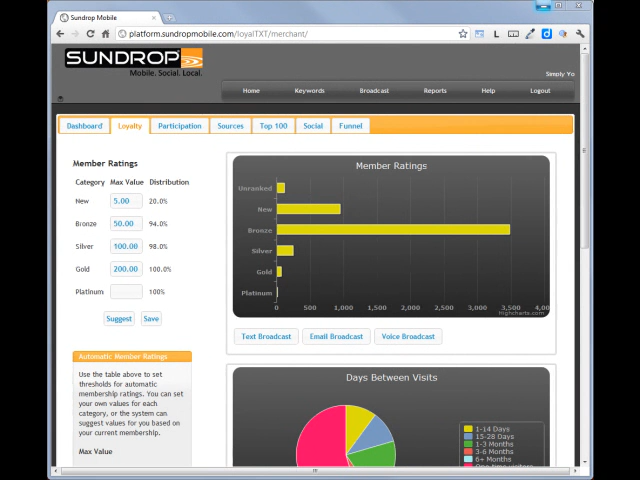 Sundrop Mobile
platform.sundropmobile.com/loyalTXT/merchant/
SUNDROP
Mobile. Social. Local.
Simply Yo
Home Keywords Broadcast Reports Help Logout
Dashboard Loyalty Participation Sources Top 100 Social Funnel
Member Ratings
Category Max Value Distribution
New 5.00 20.0%
Bronze 50.00 94.0%
Silver 100.00 98.0%
Gold 200.00 100.0%
Platinum 100%
Suggest Save
Automatic Member Ratings
Use the table above to set
thresholds for automatic
membership ratings. You can set
your own values for each
category, or the system can
suggest values for you based on
your current membership.
Max Value
Member Ratings
Unranked
New
Bronze
Silver
Gold
Platinum
0 500 1,000 1,500 2,000 2,500 3,000 3,500 4,00
Highcharts.com
Text Broadcast Email Broadcast Voice Broadcast
Days Between Visits
1-14 Days
15-28 Days
1-3 Months
3-6 Months
6+ Months
One time visitors